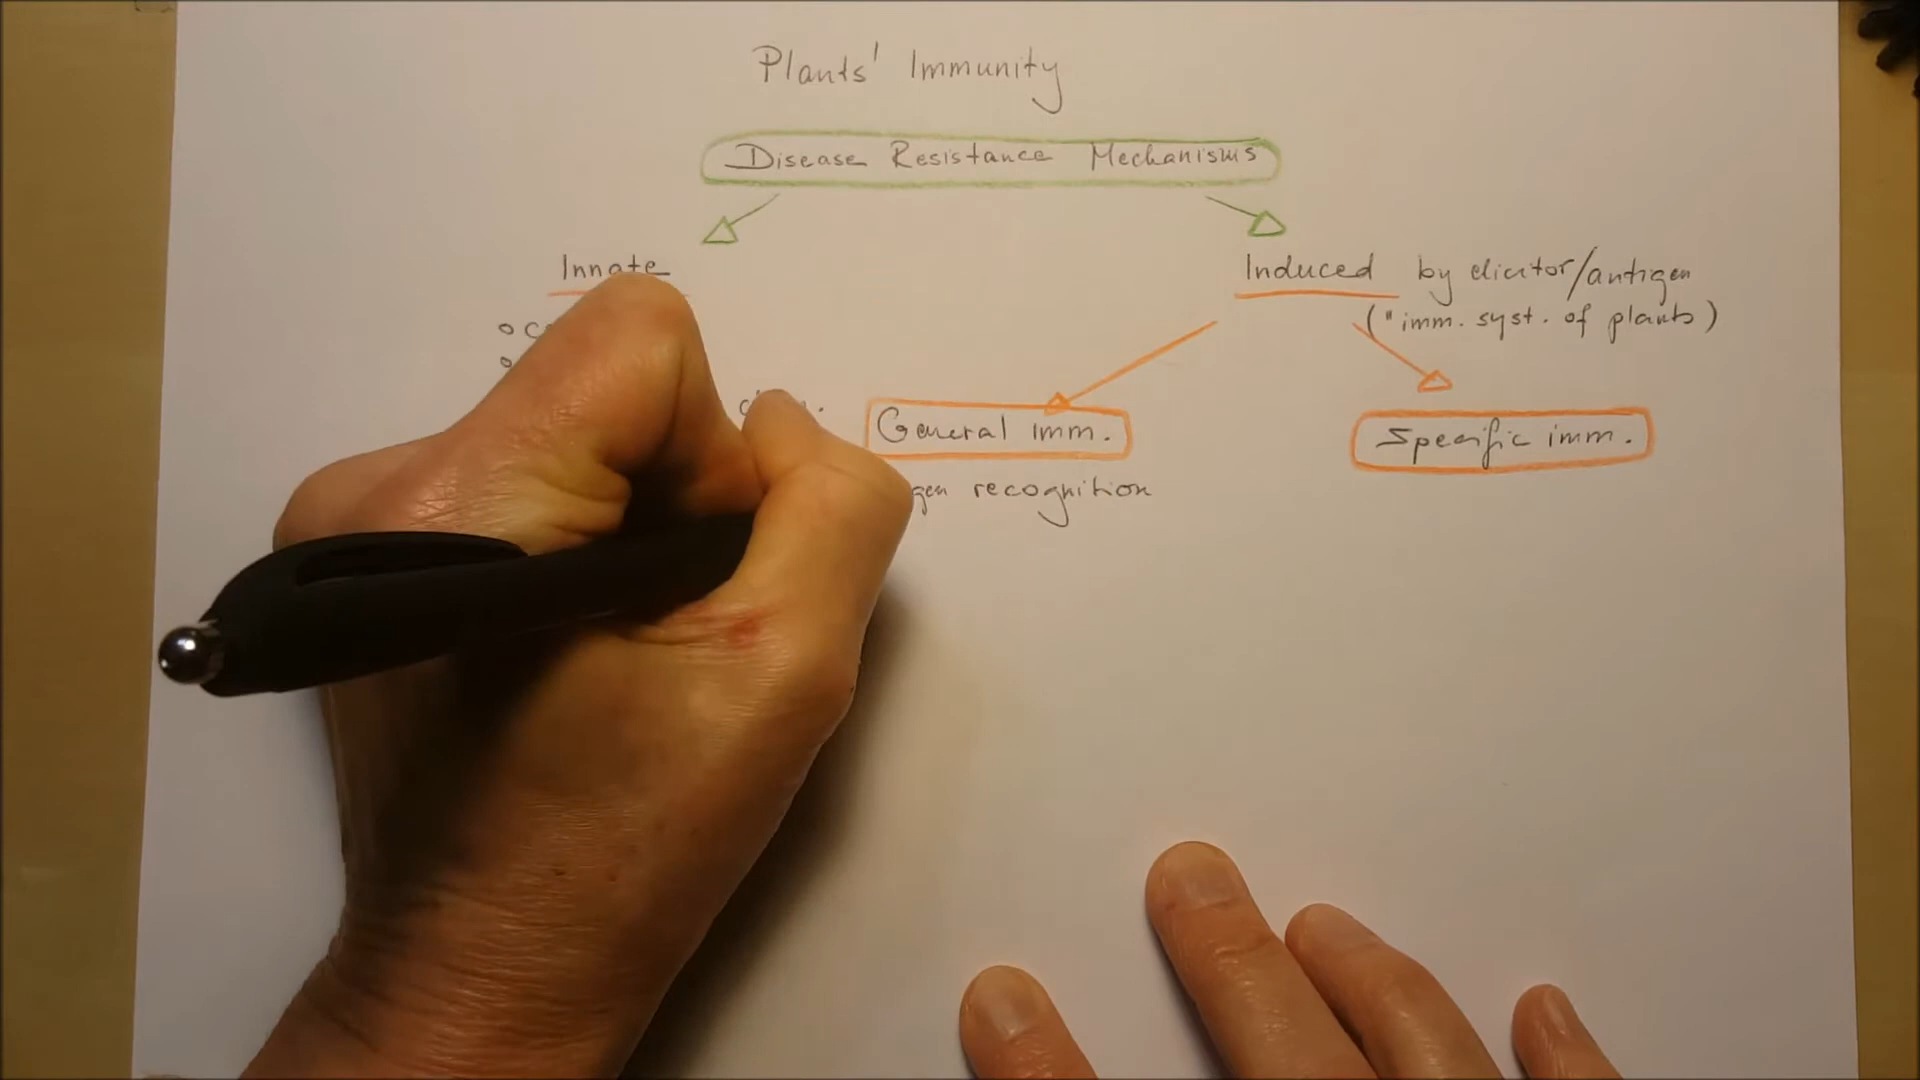 Plants' Immunity
Disease Resistance Mechanisms
Innate
Induced by elicitor/antigen
("imm. syst. of plants)
General imm.
Specific imm.
recognition